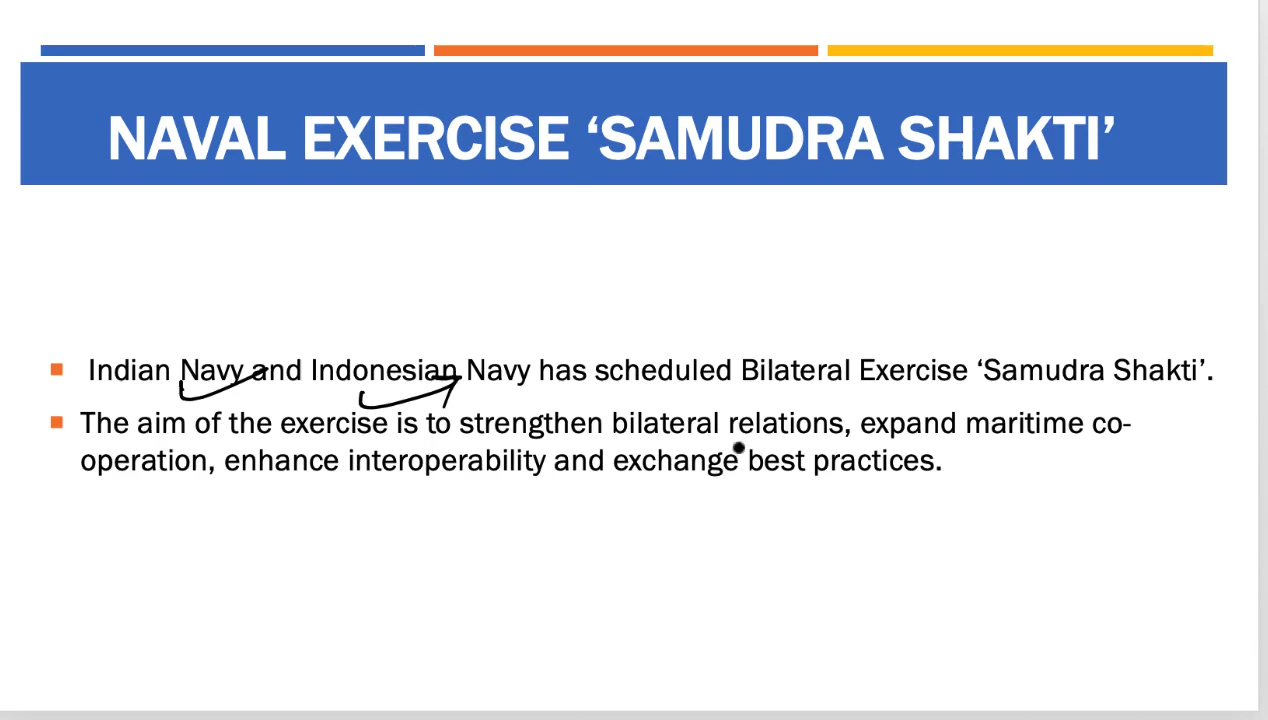 NAVAL EXERCISE ‘SAMUDRA SHAKTI’
Indian Navy and Indonesian Navy has scheduled Bilateral Exercise ‘Samudra Shakti’.
The aim of the exercise is to strengthen bilateral relations, expand maritime co-
operation, enhance interoperability and exchange best practices.